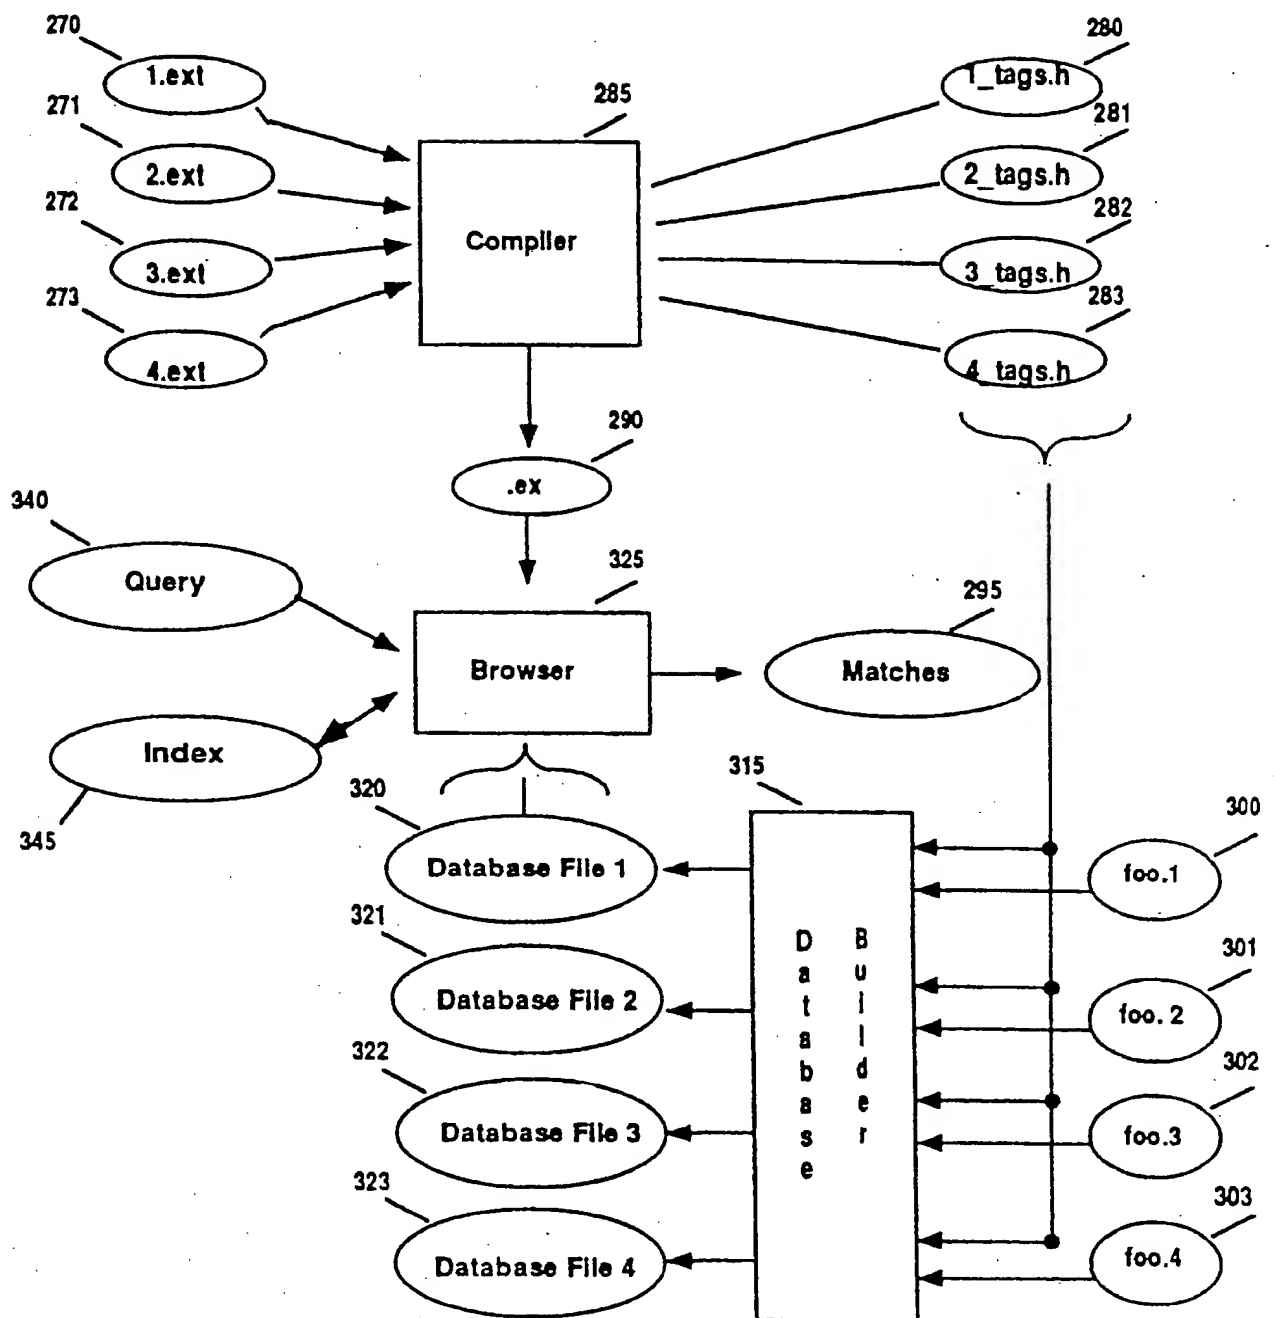 270
1.ext
271
2.ext
272
3.ext
273
4.ext
285
Compiler
280
1_tags.h
281
2_tags.h
282
3_tags.h
283
4_tags.h
290
.ex
340
Query
325
Browser
295
Matches
Index
345
320
Database File 1
321
Database File 2
322
Database File 3
323
Database File 4
315
Database
Builder
300
foo.1
301
foo. 2
302
foo.3
303
foo.4